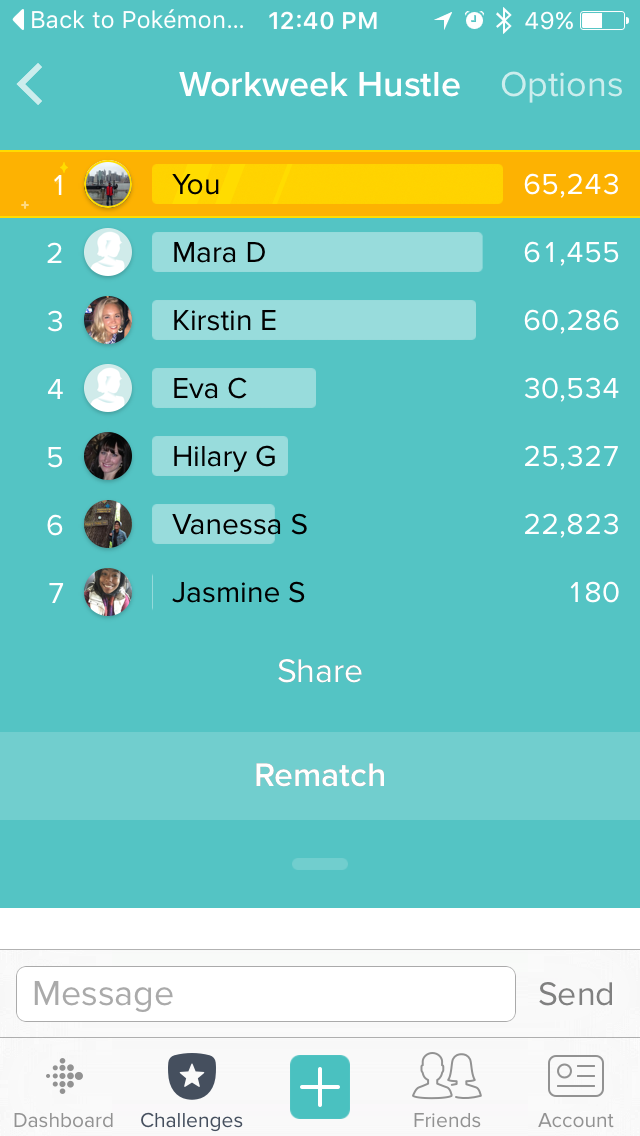 Back to Pokémon... 12:40 PM 49%
Workweek Hustle Options
1 You 65,243
2 Mara D 61,455
3 Kirstin E 60,286
4 Eva C 30,534
5 Hilary G 25,327
6 Vanessa S 22,823
7 Jasmine S 180
Share
Rematch
Message Send
Dashboard Challenges Friends Account